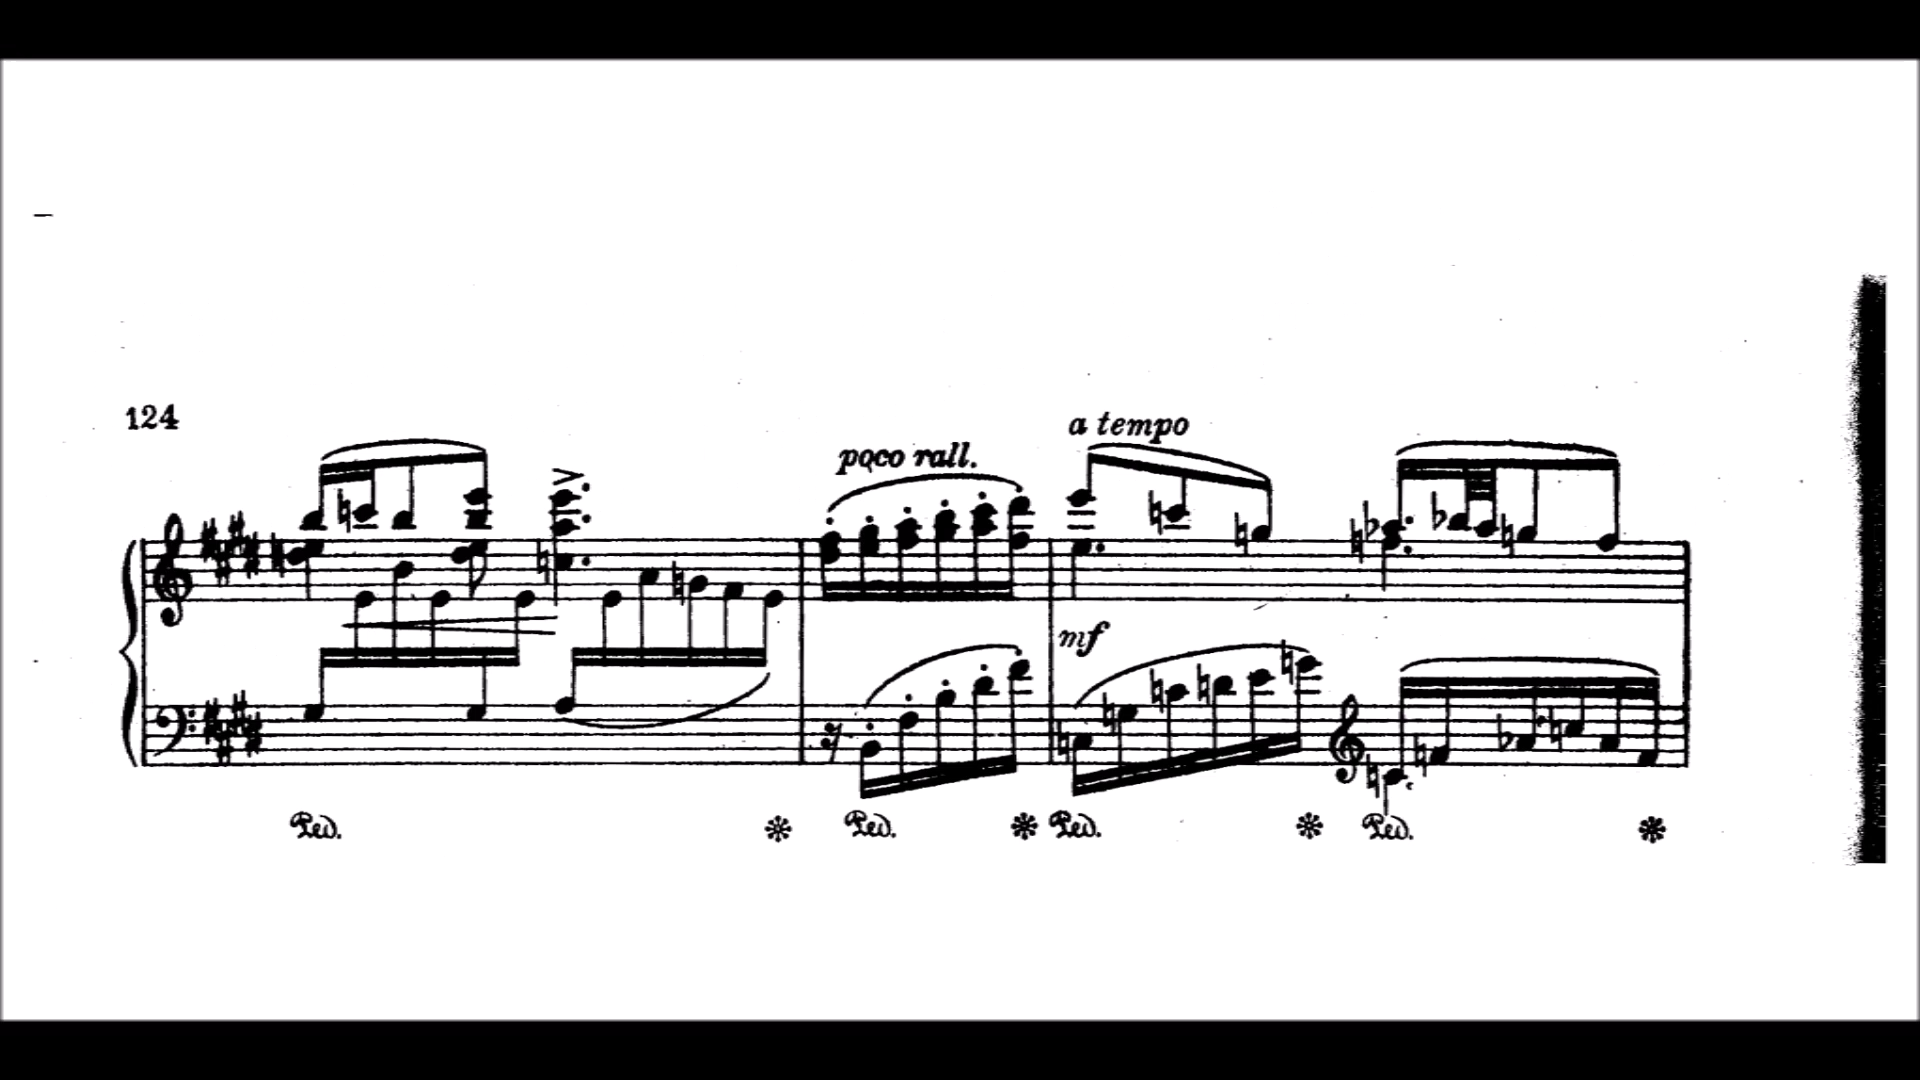 124
poco rall.
a tempo
mf
Ped. * Ped. * Ped. * Ped. *